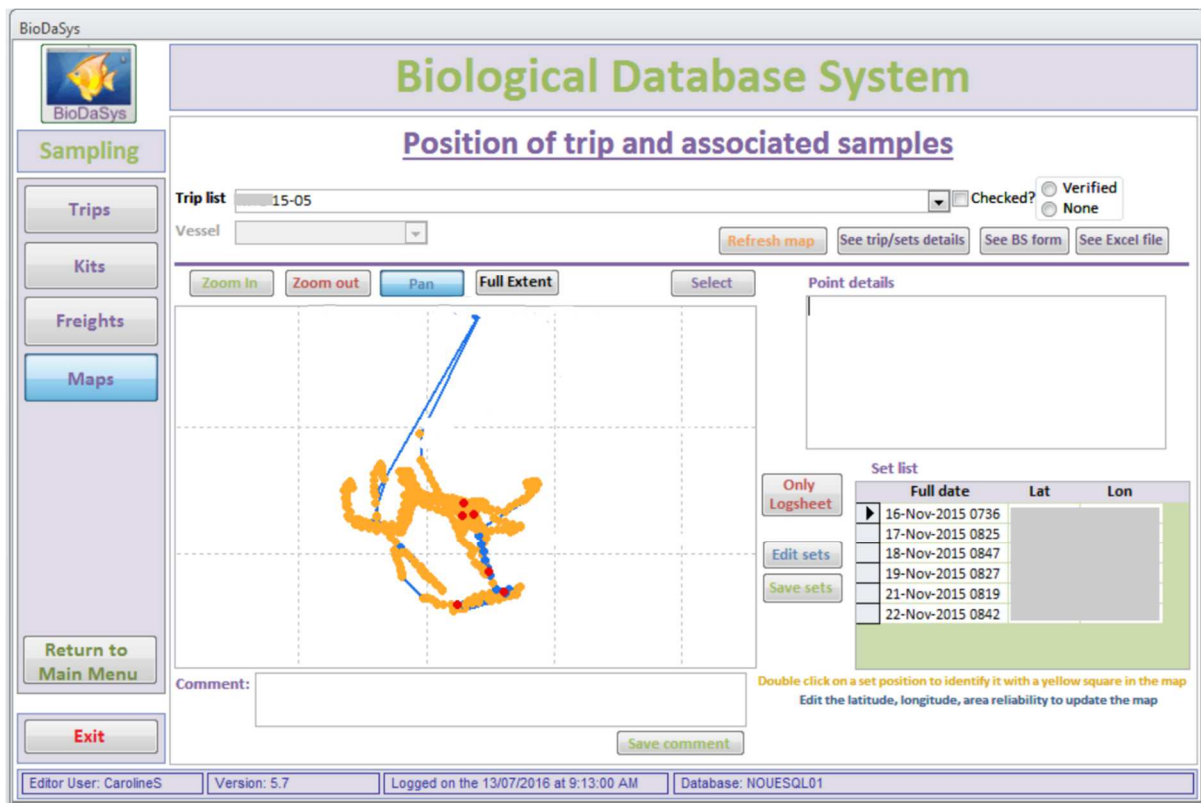 BioDaSys
BioDaSys
Biological Database System
Sampling
Position of trip and associated samples
Trips
Kits
Freights
Maps
Return to
Main Menu
Exit
Trip list 15-05
Checked?
Verified
None
Vessel
Refresh map
See trip/sets details
See BS form
See Excel file
Zoom In
Zoom out
Pan
Full Extent
Select
Point details
Only
Logsheet
Edit sets
Save sets
Set list
Full date Lat Lon
16-Nov-2015 0736
17-Nov-2015 0825
18-Nov-2015 0847
19-Nov-2015 0827
21-Nov-2015 0819
22-Nov-2015 0842
Double click on a set position to identify it with a yellow square in the map
Edit the latitude, longitude, area reliability to update the map
Comment:
Save comment
Editor User: CarolineS
Version: 5.7
Logged on the 13/07/2016 at 9:13:00 AM
Database: NOUESQL01